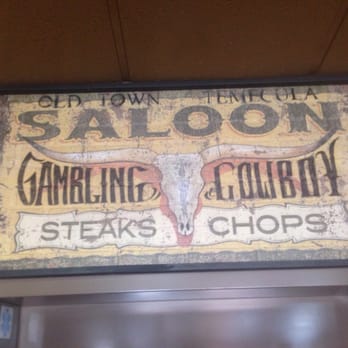 OLD TOWN TEMECULA
SALOON
GAMBLING COWBOY
STEAKS CHOPS